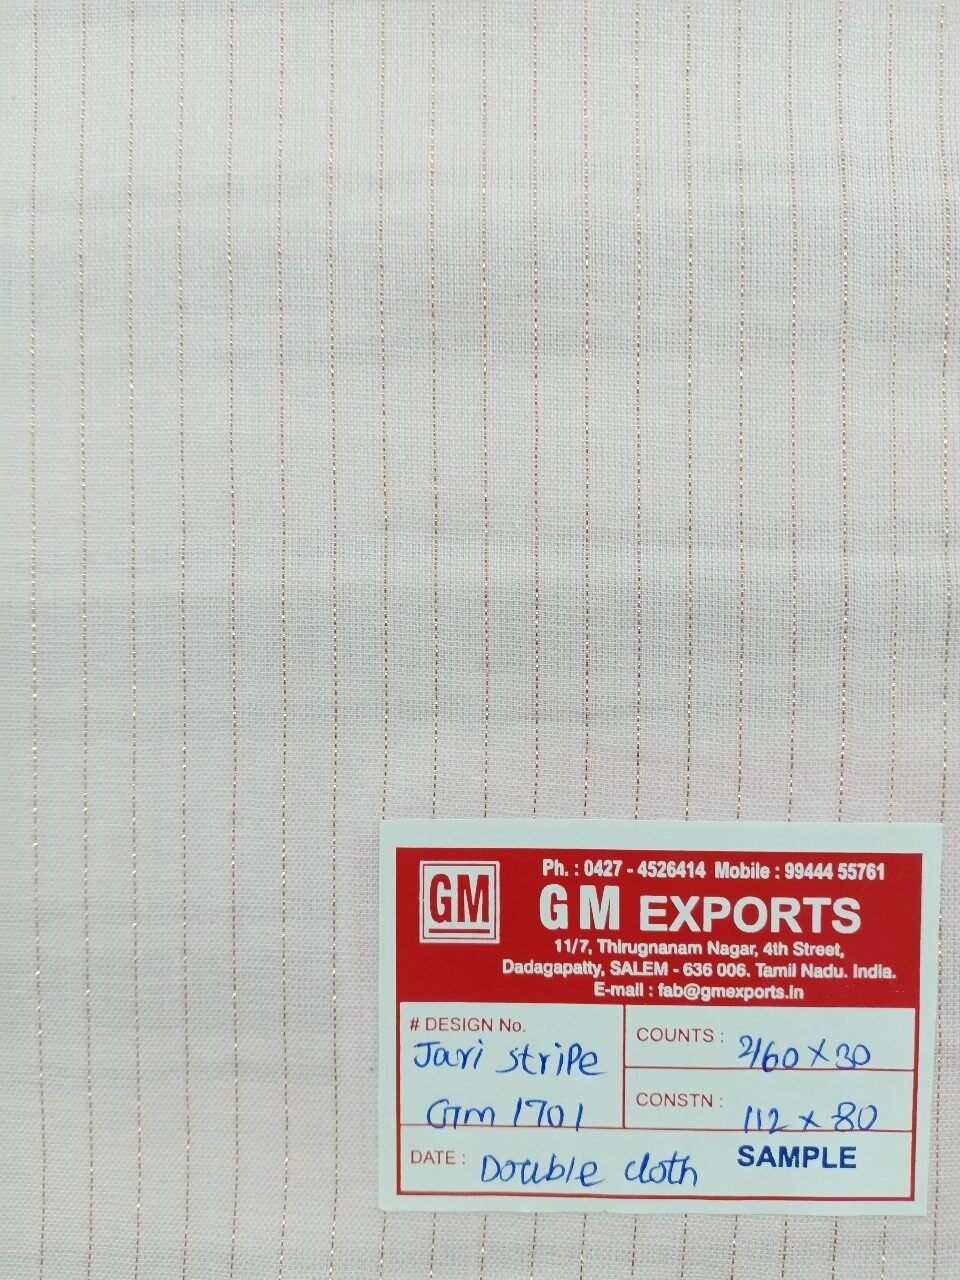 Ph. : 0427 - 4526414 Mobile : 99444 55761
GM
G M EXPORTS
11/7, Thirugnanam Nagar, 4th Street,
Dadagapatty, SALEM - 636 006. Tamil Nadu. India.
E-mail : fab@gmexports.in
# DESIGN No.
Jari stripe
GM 1701
COUNTS : 2/60 X 30
CONSTN : 112 x 80
DATE : Double cloth
SAMPLE